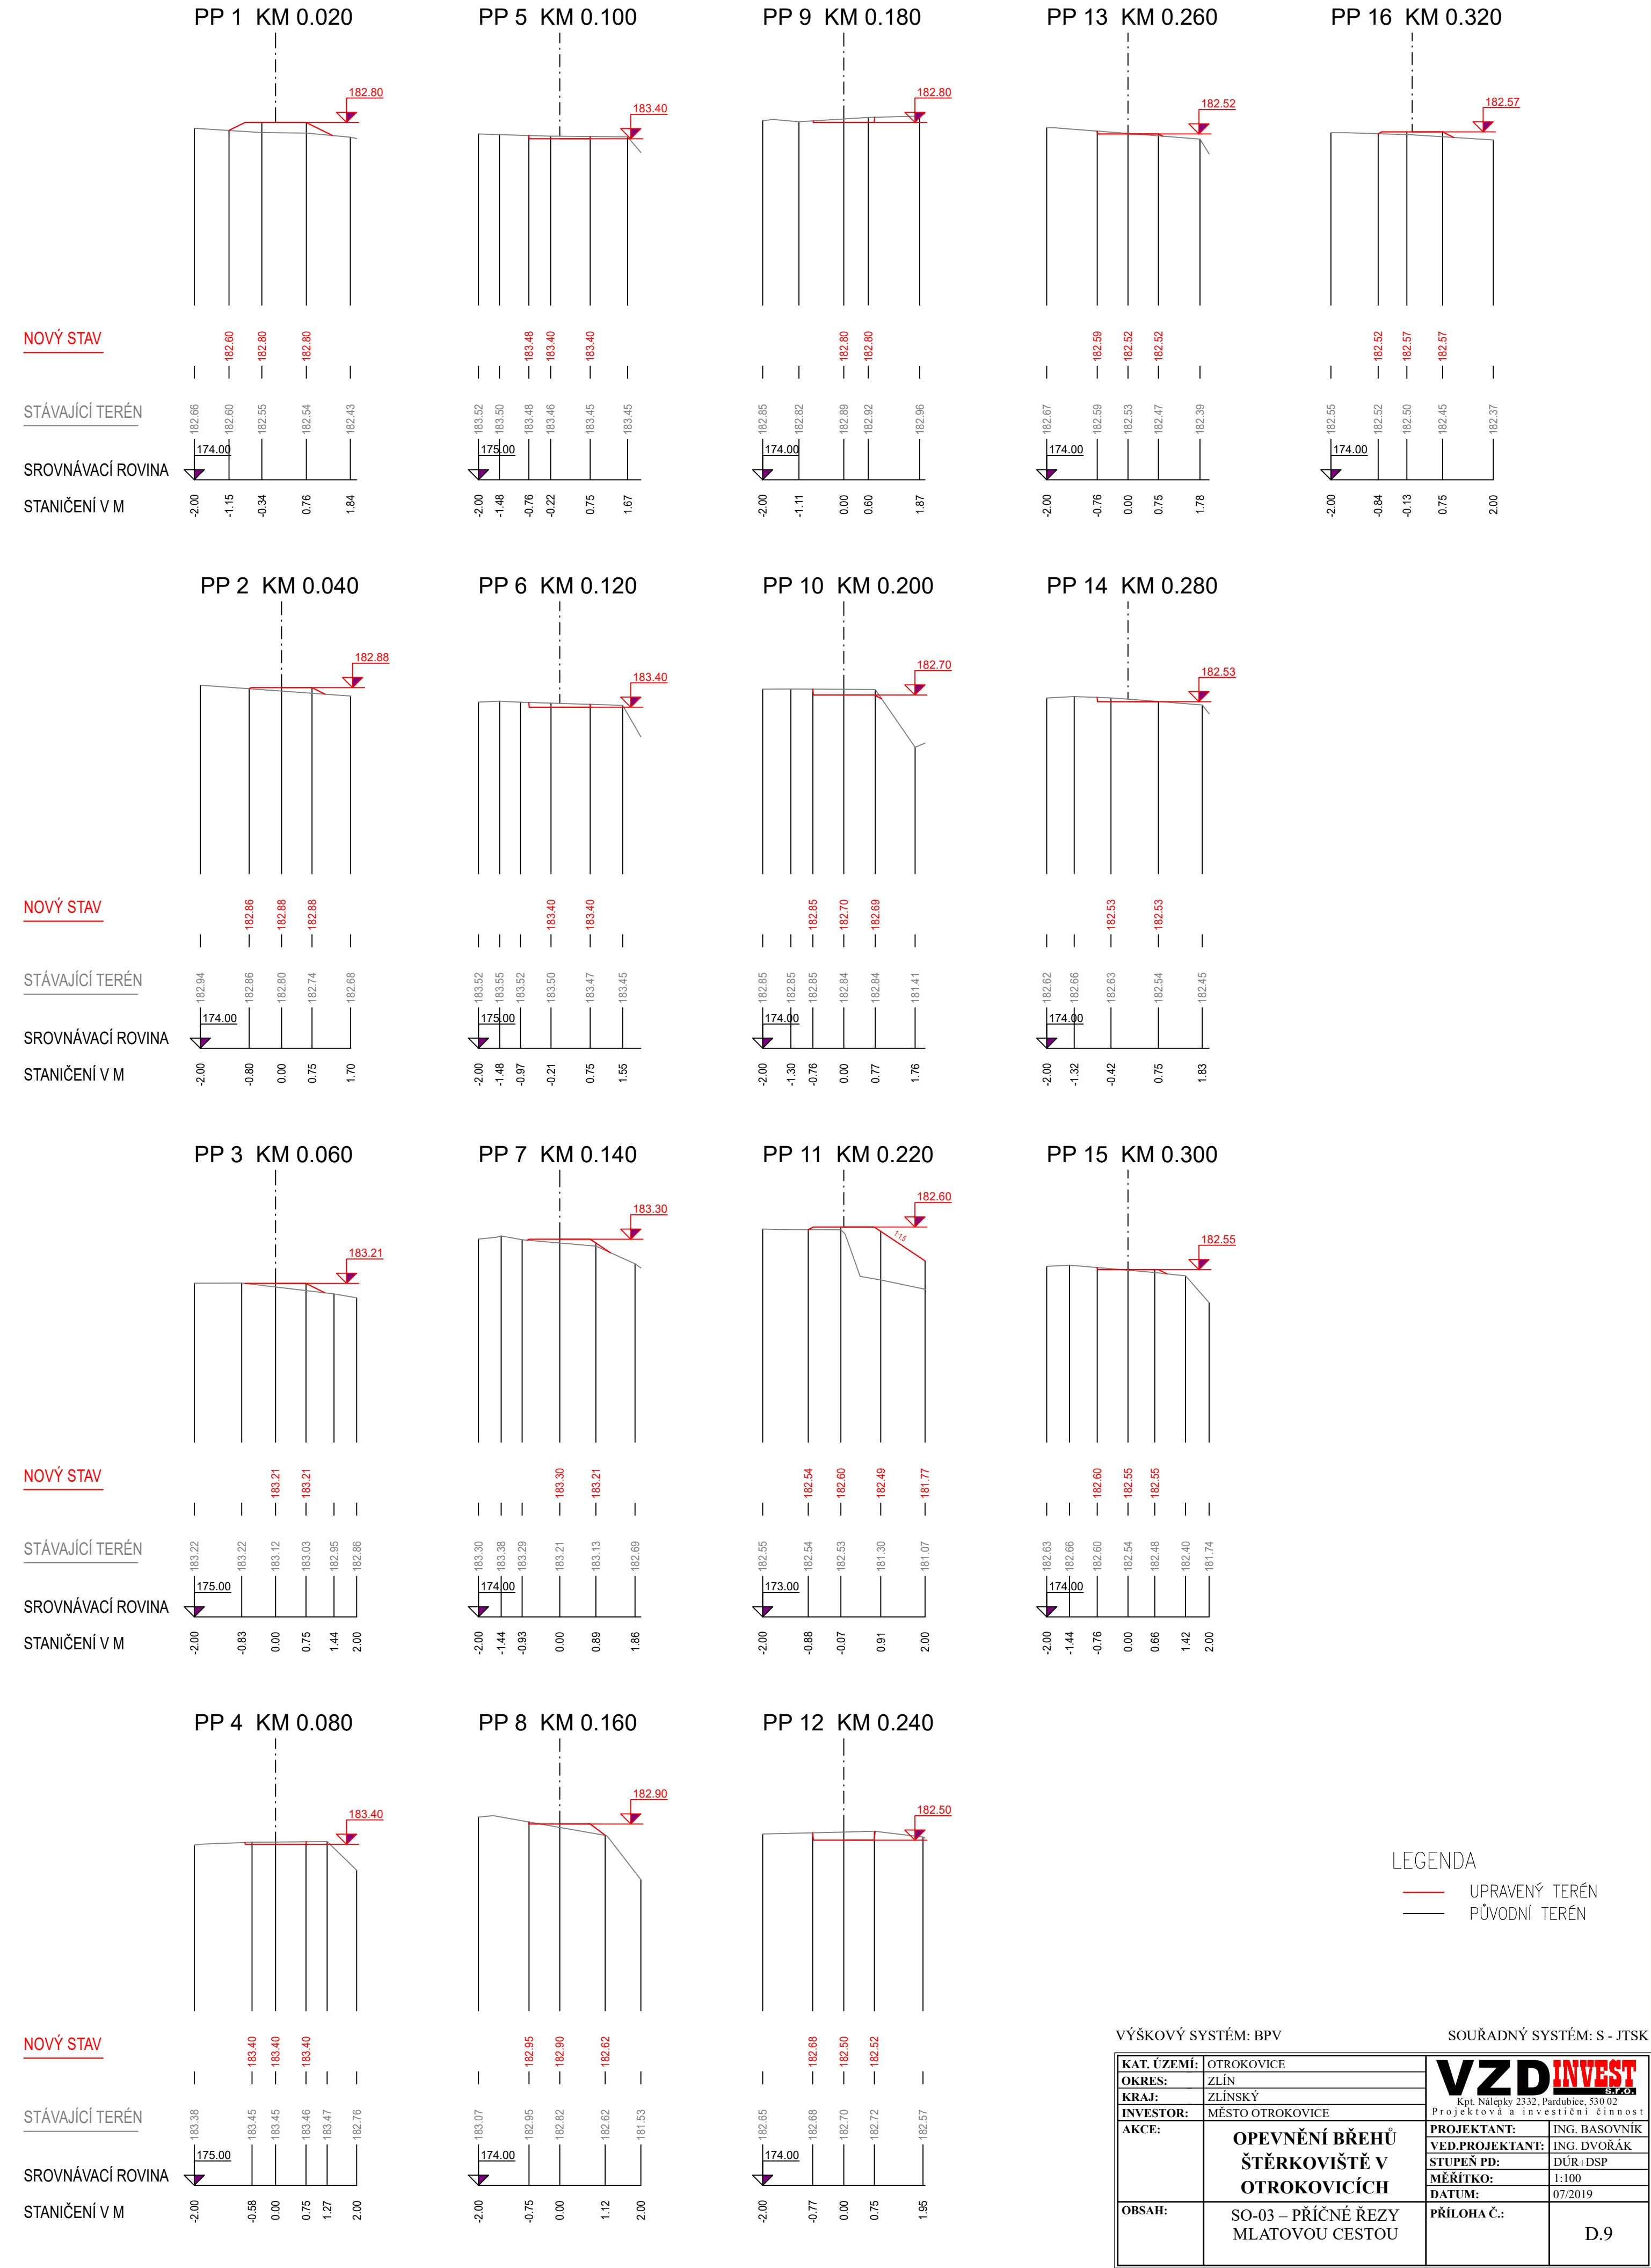 PP 1 KM 0.020
182.80
NOVÝ STAV
182.60 182.80 182.80
STÁVAJÍCÍ TERÉN
182.66 182.60 182.55 182.54 182.43
174.00
SROVNÁVACÍ ROVINA
STANIČENÍ V M
-2.00 -1.15 -0.34 0.76 1.84
PP 5 KM 0.100
183.40
183.48 183.40 183.40
183.52 183.50 183.48 183.46 183.45 183.45
175.00
-2.00 -1.48 -0.76 -0.22 0.75 1.67
PP 9 KM 0.180
182.80
182.80 182.80
182.85 182.82 182.89 182.92 182.96
174.00
-2.00 -1.11 0.00 0.60 1.87
PP 13 KM 0.260
182.52
182.59 182.52 182.52
182.67 182.59 182.53 182.47 182.39
174.00
-2.00 -0.76 0.00 0.75 1.78
PP 16 KM 0.320
182.57
182.52 182.57 182.57
182.55 182.52 182.50 182.45 182.37
174.00
-2.00 -0.84 -0.13 0.75 2.00
PP 2 KM 0.040
182.88
NOVÝ STAV
182.86 182.88 182.88
STÁVAJÍCÍ TERÉN
182.94 182.86 182.80 182.74 182.68
174.00
SROVNÁVACÍ ROVINA
STANIČENÍ V M
-2.00 -0.80 0.00 0.75 1.70
PP 6 KM 0.120
183.40
183.40 183.40
183.52 183.55 183.52 183.50 183.47 183.45
175.00
-2.00 -1.48 -0.97 -0.21 0.75 1.55
PP 10 KM 0.200
182.70
182.85 182.70 182.69
182.85 182.85 182.85 182.84 182.84 181.41
174.00
-2.00 -1.30 -0.76 0.00 0.77 1.76
PP 14 KM 0.280
182.53
182.53 182.53
182.62 182.66 182.63 182.54 182.45
174.00
-2.00 -1.32 -0.42 0.75 1.83
PP 3 KM 0.060
183.21
NOVÝ STAV
183.21 183.21
STÁVAJÍCÍ TERÉN
183.22 183.22 183.12 183.03 182.95 182.86
175.00
SROVNÁVACÍ ROVINA
STANIČENÍ V M
-2.00 -0.83 0.00 0.75 1.44 2.00
PP 7 KM 0.140
183.30
183.30 183.21
183.30 183.38 183.29 183.21 183.13 182.69
174.00
-2.00 -1.44 -0.93 0.00 0.89 1.86
PP 11 KM 0.220
182.60
1:1.5
182.54 182.60 182.49 181.77
182.55 182.54 182.53 181.30 181.07
173.00
-2.00 -0.88 -0.07 0.91 2.00
PP 15 KM 0.300
182.55
182.60 182.55 182.55
182.63 182.66 182.60 182.54 182.48 182.40 181.74
174.00
-2.00 -1.44 -0.76 0.00 0.66 1.42 2.00
PP 4 KM 0.080
183.40
NOVÝ STAV
183.40 183.40 183.40
STÁVAJÍCÍ TERÉN
183.38 183.45 183.45 183.46 183.47 182.76
175.00
SROVNÁVACÍ ROVINA
STANIČENÍ V M
-2.00 -0.58 0.00 0.75 1.27 2.00
PP 8 KM 0.160
182.90
182.95 182.90 182.62
183.07 182.95 182.82 182.62 181.53
174.00
-2.00 -0.75 0.00 1.12 2.00
PP 12 KM 0.240
182.50
182.68 182.50 182.52
182.65 182.68 182.70 182.72 182.57
174.00
-2.00 -0.77 0.00 0.75 1.95
LEGENDA
UPRAVENÝ TERÉN
PŮVODNÍ TERÉN
VÝŠKOVÝ SYSTÉM: BPV SOUŘADNÝ SYSTÉM: S - JTSK
KAT. ÚZEMÍ: OTROKOVICE
OKRES: ZLÍN
KRAJ: ZLÍNSKÝ
INVESTOR: MĚSTO OTROKOVICE
VZD INVEST s.r.o.
Kpt. Nálepky 2332, Pardubice, 530 02
Projektová a investiční činnost
AKCE: OPEVNĚNÍ BŘEHŮ
ŠTĚRKOVIŠTĚ V
OTROKOVICÍCH
PROJEKTANT: ING. BASOVNÍK
VED.PROJEKTANT: ING. DVOŘÁK
STUPEŇ PD: DÚR+DSP
MĚŘÍTKO: 1:100
DATUM: 07/2019
OBSAH: SO-03 – PŘÍČNÉ ŘEZY
MLATOVOU CESTOU
PŘÍLOHA Č.:
D.9